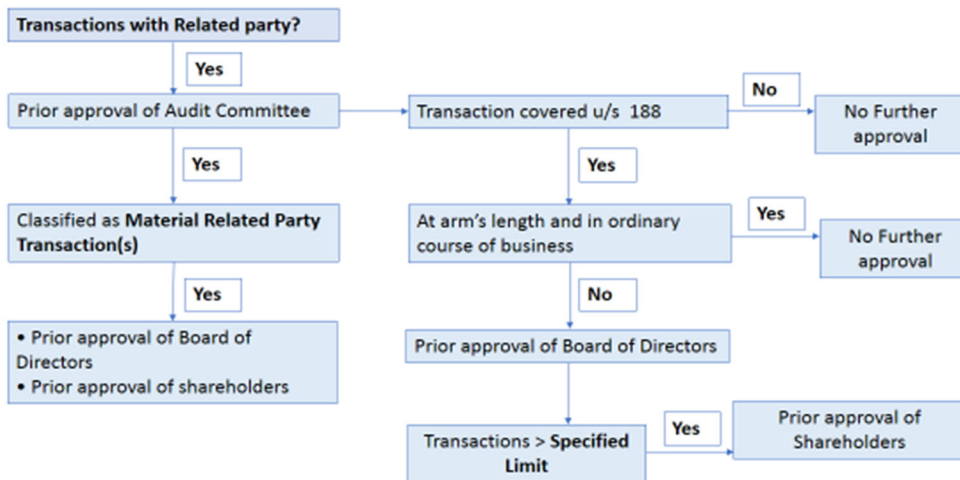 Transactions with Related party?
Yes
Prior approval of Audit Committee
Transaction covered u/s 188
No
No Further
approval
Yes
Yes
Classified as Material Related Party
Transaction(s)
At arm's length and in ordinary
course of business
Yes
No Further
approval
Yes
No
• Prior approval of Board of
Directors
• Prior approval of shareholders
Prior approval of Board of Directors
Transactions > Specified
Limit
Yes
Prior approval of
Shareholders